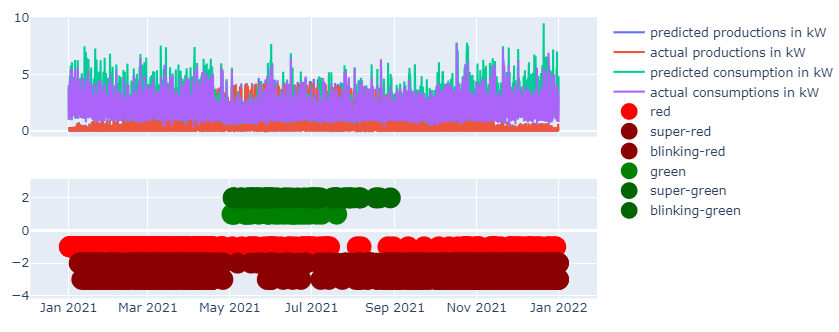 10
5
0
predicted productions in kW
actual productions in kW
predicted consumption in kW
actual consumptions in kW
red
super-red
blinking-red
green
super-green
blinking-green
2
0
−2
−4
Jan 2021 Mar 2021 May 2021 Jul 2021 Sep 2021 Nov 2021 Jan 2022